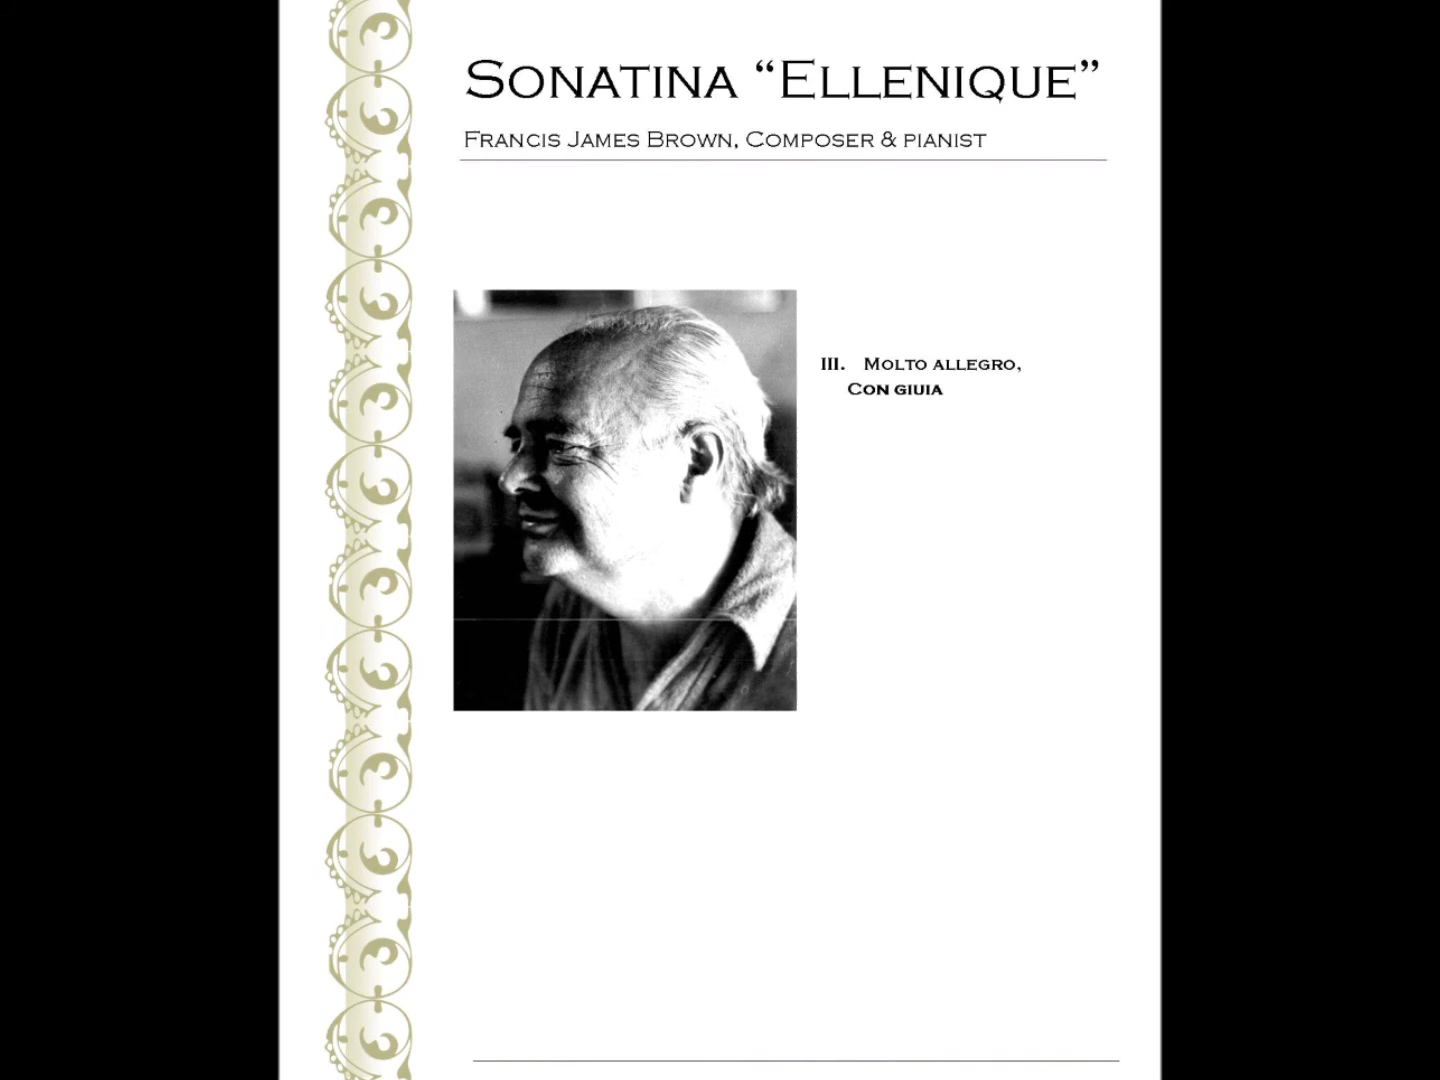 SONATINA “ELLENIQUE”
FRANCIS JAMES BROWN, COMPOSER & PIANIST
III. MOLTO ALLEGRO,
CON GIUIA